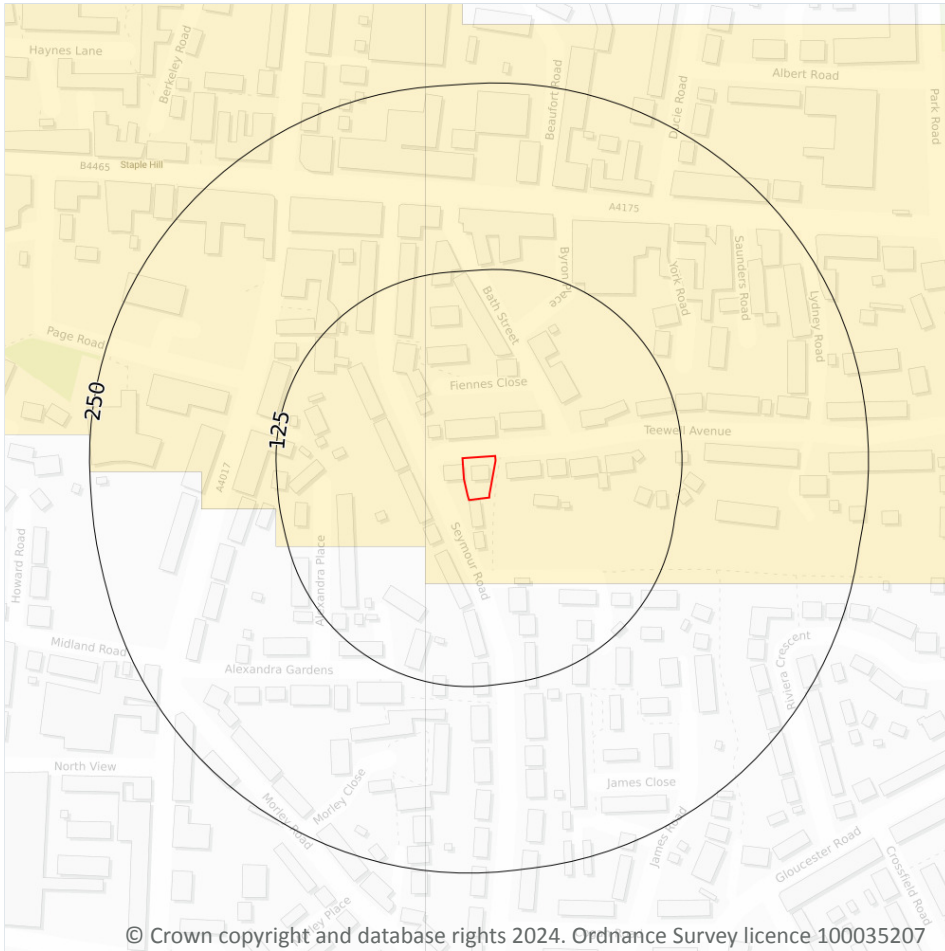 Haynes Lane
Berkeley Road
Beaufort Road
Ducie Road
Albert Road
Park Road
B4465
Staple Hill
A4175
Byron Place
York Road
Saunders Road
Lydney Road
Bath Street
Page Road
Fiennes Close
250
125
Teewell Avenue
A4017
Seymour Road
Howard Road
Alexandra Place
Midland Road
Alexandra Gardens
Riviera Crescent
North View
Morley Close
James Close
Morley Road
James Road
Gloucester Road
Crossfield Road
Place
© Crown copyright and database rights 2024. Ordnance Survey licence 100035207